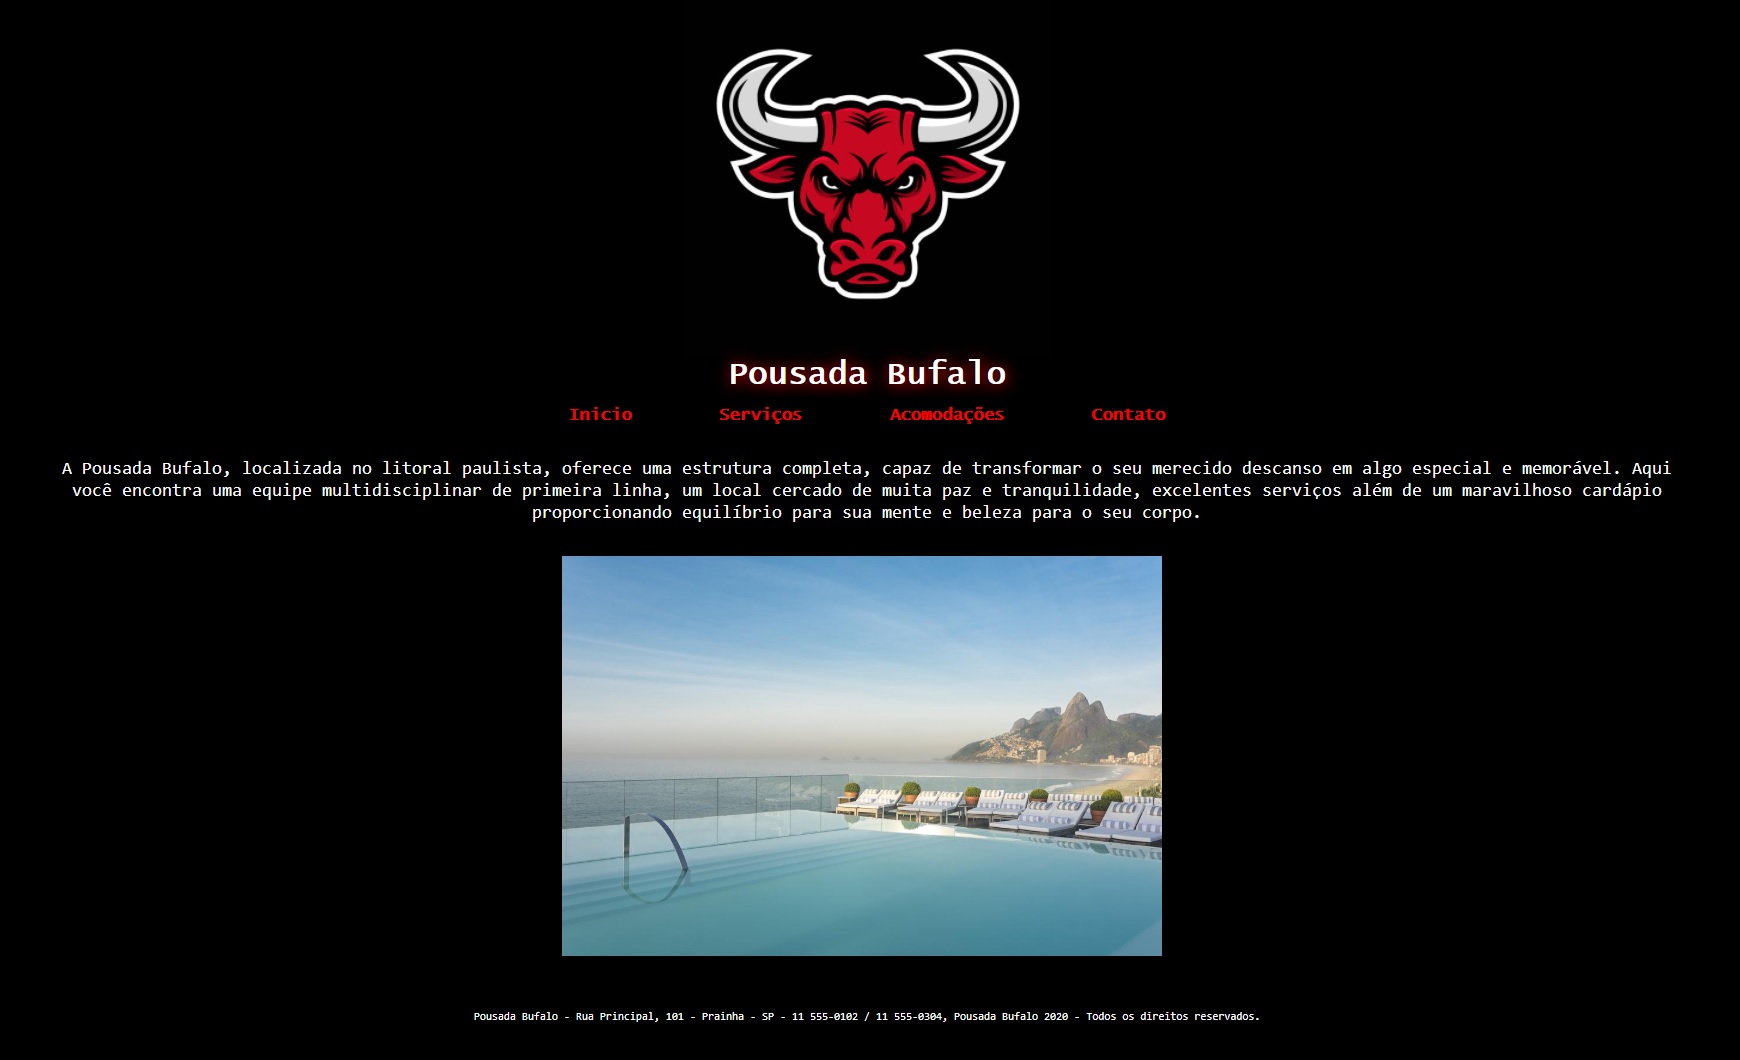 Pousada Bufalo
Inicio Serviços Acomodações Contato
A Pousada Bufalo, localizada no litoral paulista, oferece uma estrutura completa, capaz de transformar o seu merecido descanso em algo especial e memorável. Aqui
você encontra uma equipe multidisciplinar de primeira linha, um local cercado de muita paz e tranquilidade, excelentes serviços além de um maravilhoso cardápio
proporcionando equilíbrio para sua mente e beleza para o seu corpo.
Pousada Bufalo - Rua Principal, 101 - Prainha - SP - 11 555-0102 / 11 555-0304, Pousada Bufalo 2020 - Todos os direitos reservados.